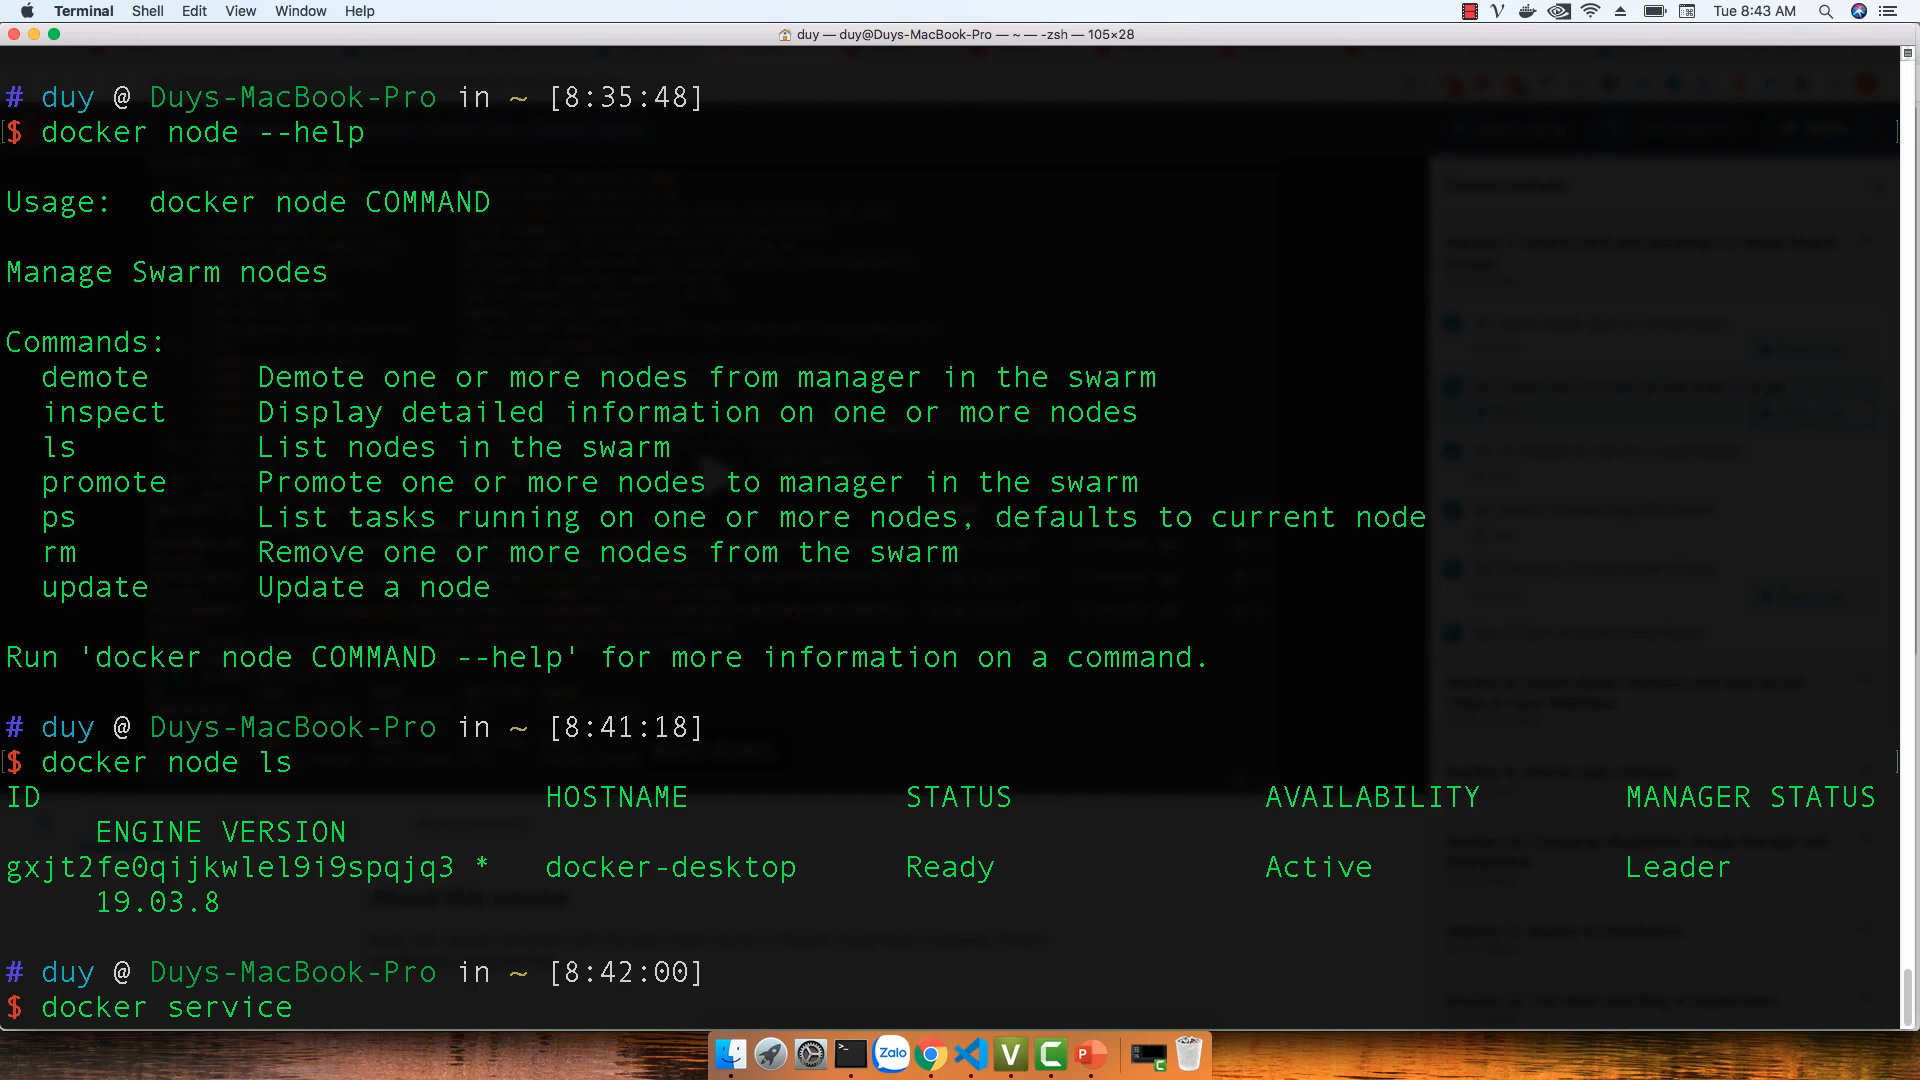 Terminal Shell Edit View Window Help Tue 8:43 AM
duy — duy@Duys-MacBook-Pro — ~ — -zsh — 105×28
# duy @ Duys-MacBook-Pro in ~ [8:35:48]
$ docker node --help
Usage:  docker node COMMAND
Manage Swarm nodes
Commands:
demote      Demote one or more nodes from manager in the swarm
inspect     Display detailed information on one or more nodes
ls          List nodes in the swarm
promote     Promote one or more nodes to manager in the swarm
ps          List tasks running on one or more nodes, defaults to current node
rm          Remove one or more nodes from the swarm
update      Update a node
Run 'docker node COMMAND --help' for more information on a command.
# duy @ Duys-MacBook-Pro in ~ [8:41:18]
$ docker node ls
ID HOSTNAME STATUS AVAILABILITY MANAGER STATUS
ENGINE VERSION
gxjt2fe0qijkwlel9i9spqjq3 * docker-desktop Ready Active Leader
19.03.8
# duy @ Duys-MacBook-Pro in ~ [8:42:00]
$ docker service
Zalo